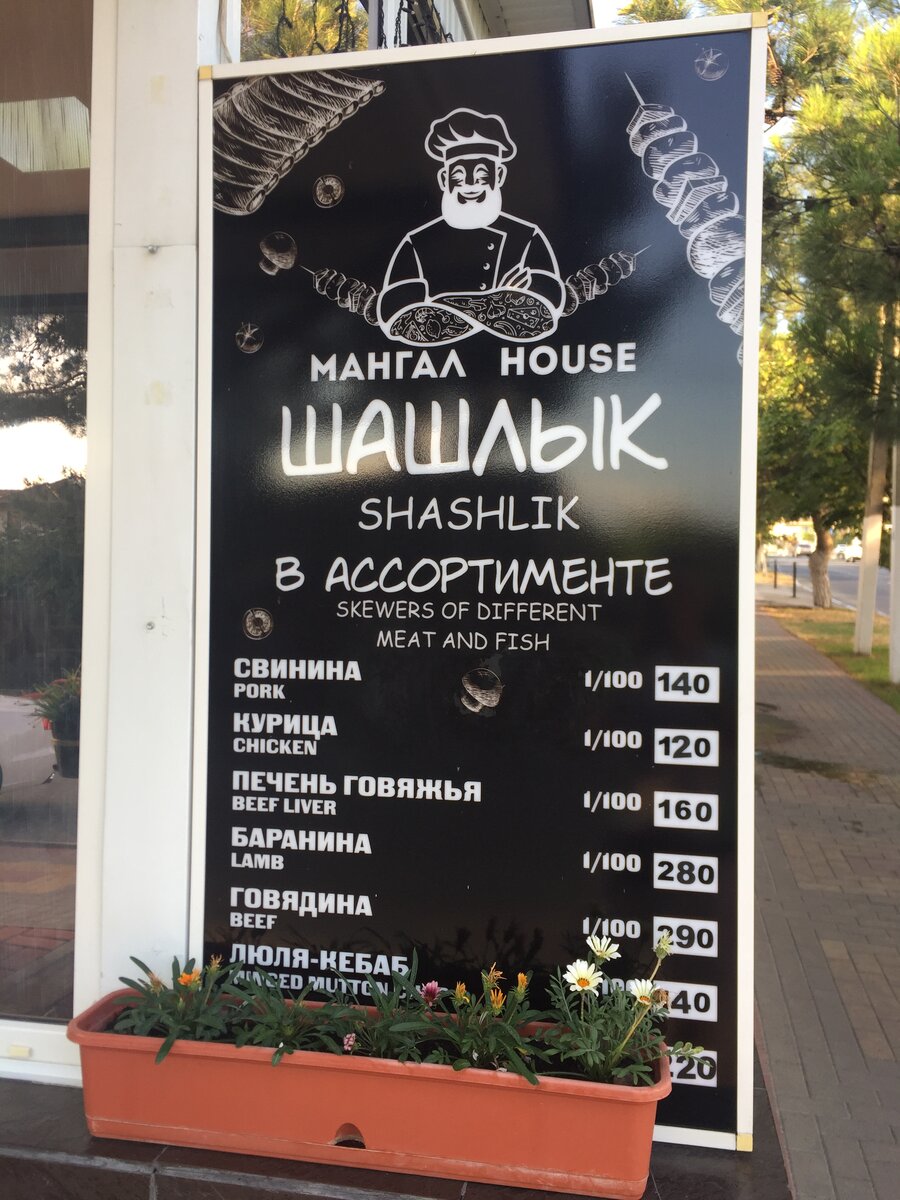 МАНГАЛ HOUSE
ШАШЛЫК
SHASHLIK
В АССОРТИМЕНТЕ
SKEWERS OF DIFFERENT
MEAT AND FISH
СВИНИНА 1/100 140
PORK
КУРИЦА 1/100 120
CHICKEN
ПЕЧЕНЬ ГОВЯЖЬЯ 1/100 160
BEEF LIVER
БАРАНИНА 1/100 280
LAMB
ГОВЯДИНА 1/100 290
BEEF
ЛЮЛЯ-КЕБАБ
MUTTON